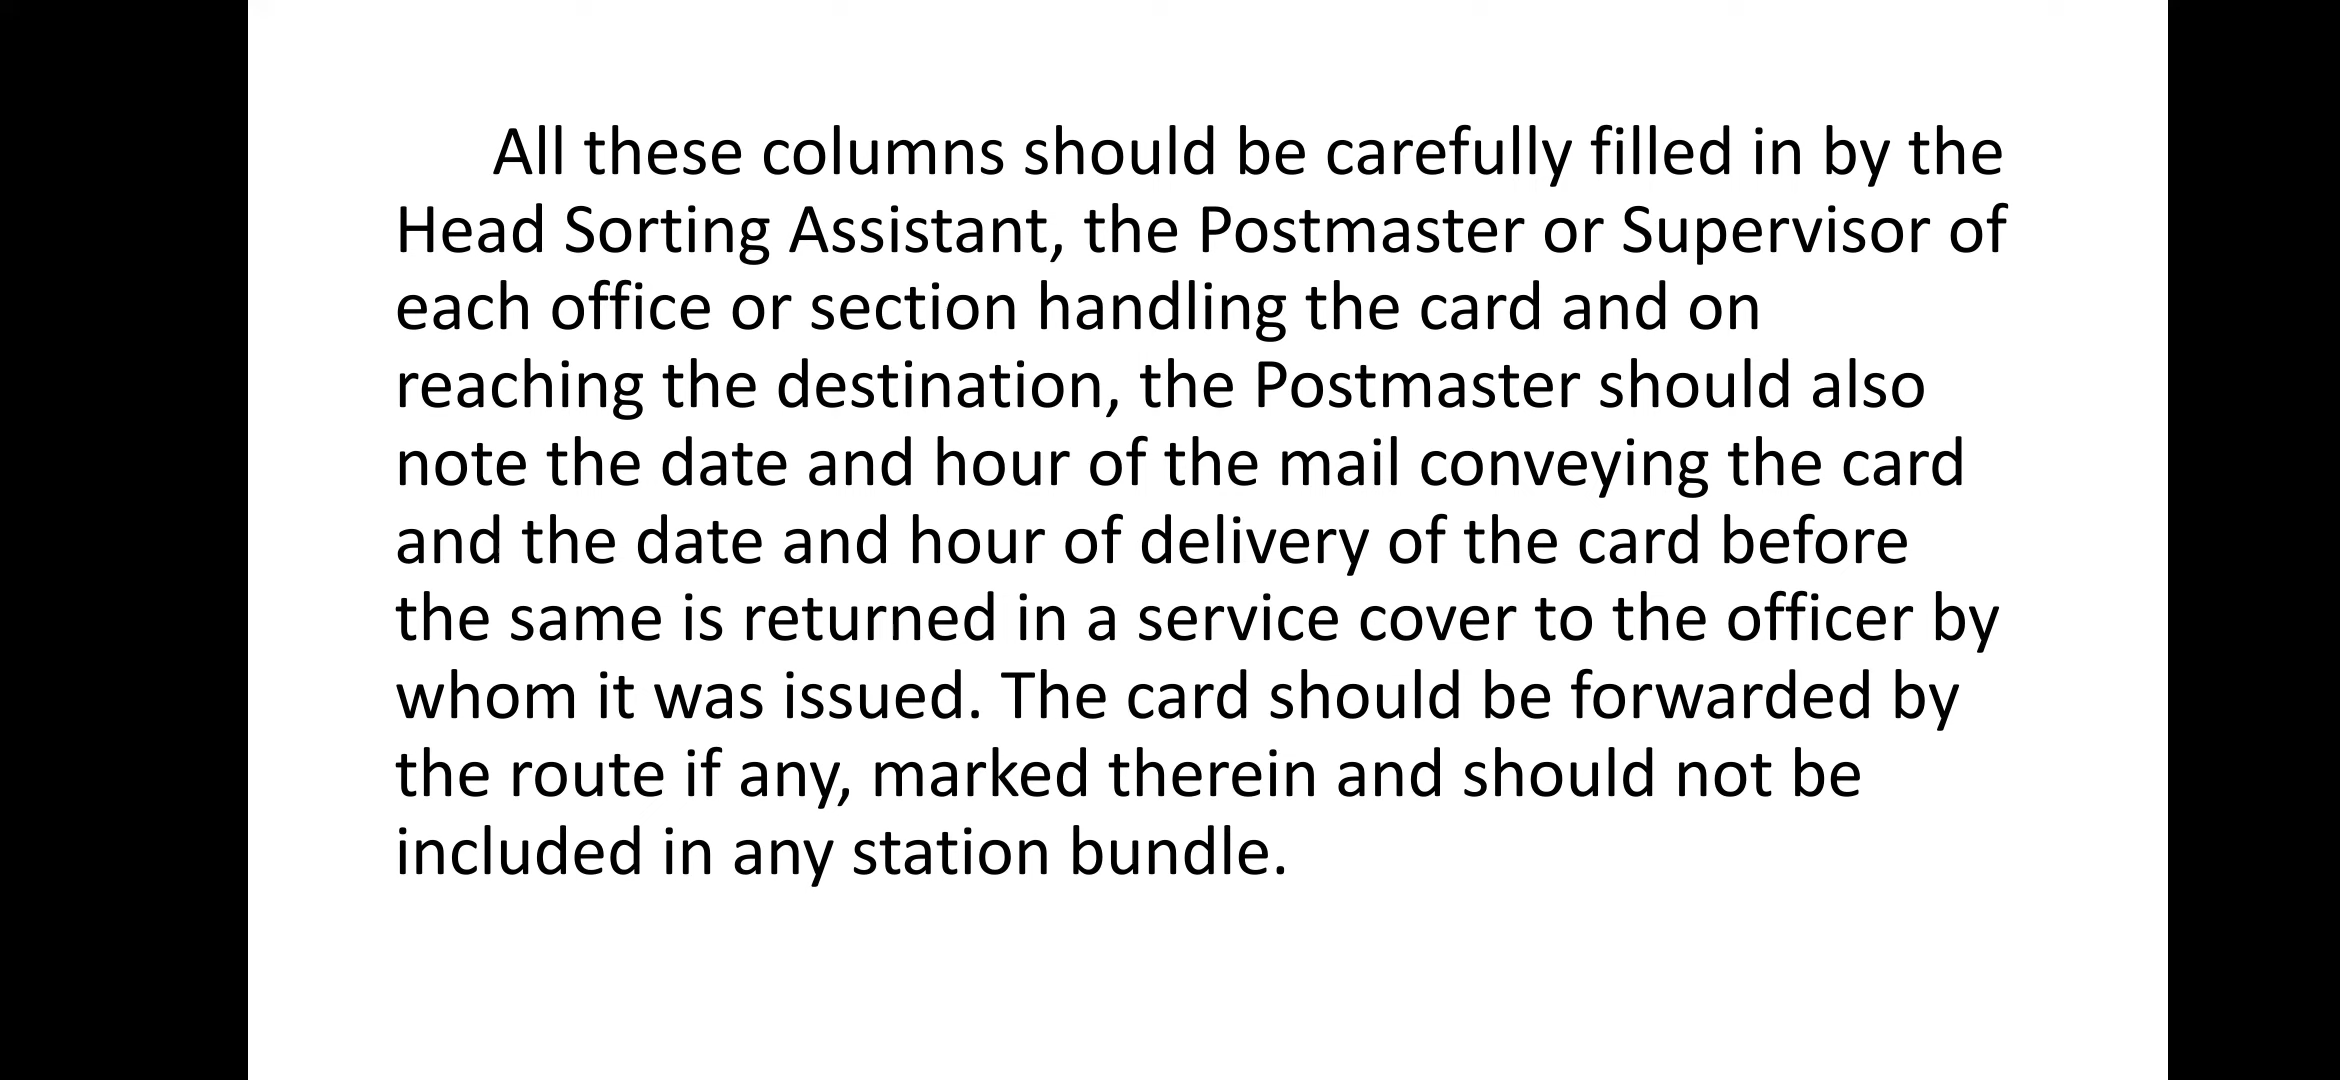 All these columns should be carefully filled in by the
Head Sorting Assistant, the Postmaster or Supervisor of
each office or section handling the card and on
reaching the destination, the Postmaster should also
note the date and hour of the mail conveying the card
and the date and hour of delivery of the card before
the same is returned in a service cover to the officer by
whom it was issued. The card should be forwarded by
the route if any, marked therein and should not be
included in any station bundle.